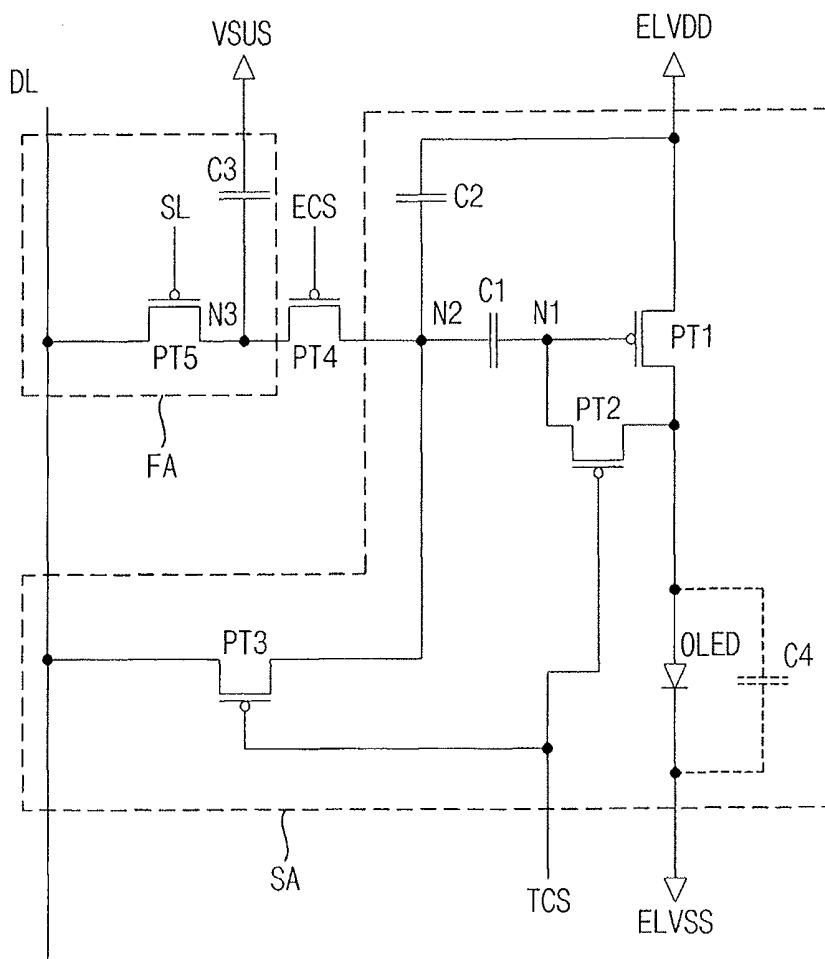 VSUS
ELVDD
DL
C3
C2
SL
ECS
C1
N3
N2
N1
PT1
PT5
PT4
PT2
FA
PT3
OLED
C4
SA
TCS
ELVSS